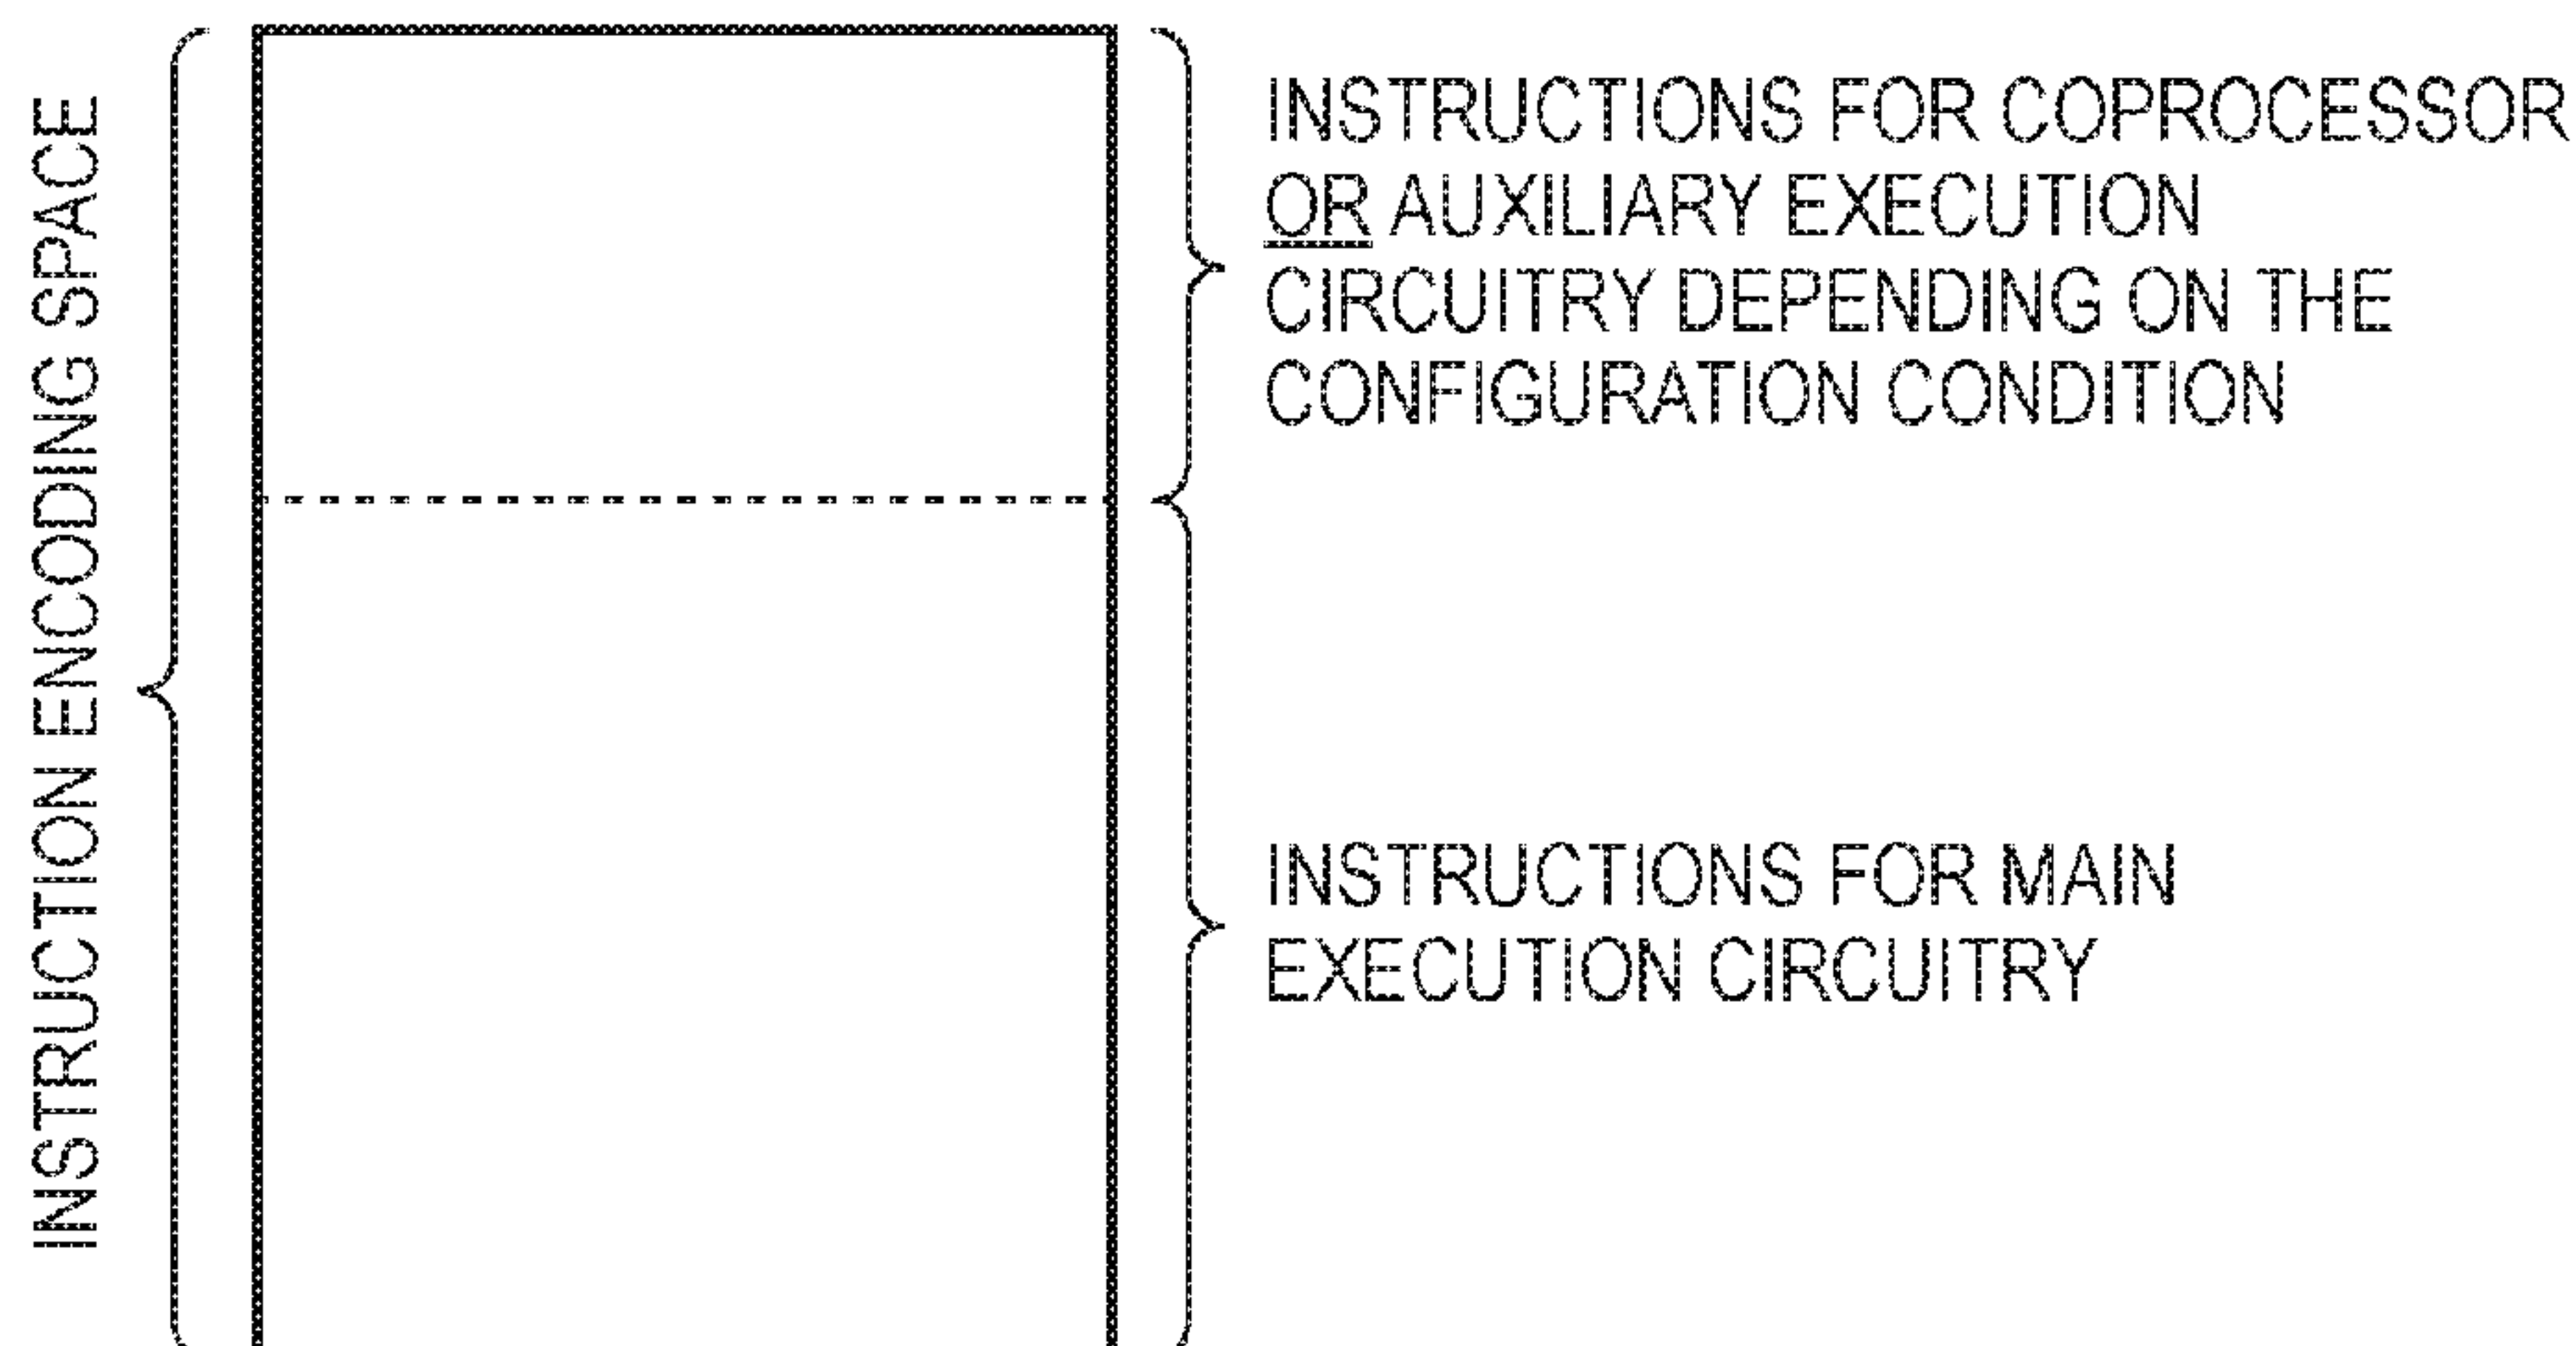 INSTRUCTION ENCODING SPACE
INSTRUCTIONS FOR COPROCESSOR
OR AUXILIARY EXECUTION
CIRCUITRY DEPENDING ON THE
CONFIGURATION CONDITION
INSTRUCTIONS FOR MAIN
EXECUTION CIRCUITRY